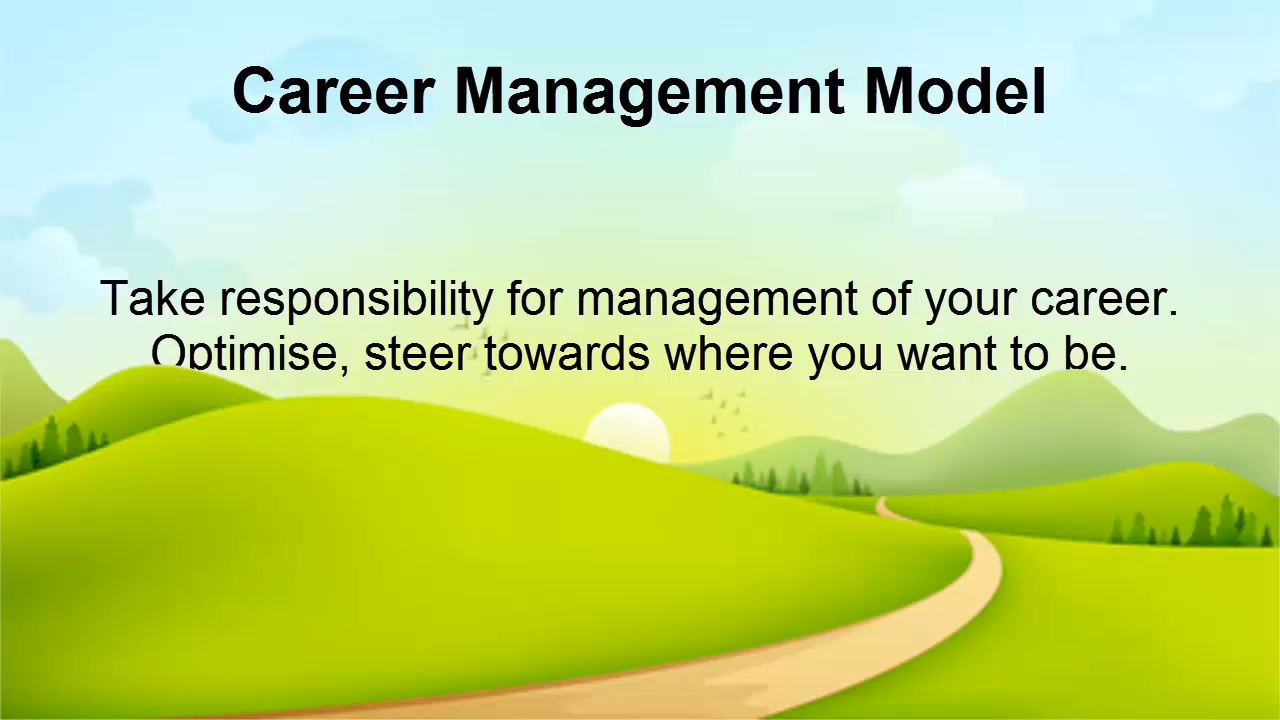 Career Management Model
Take responsibility for management of your career.
Optimise, steer towards where you want to be.